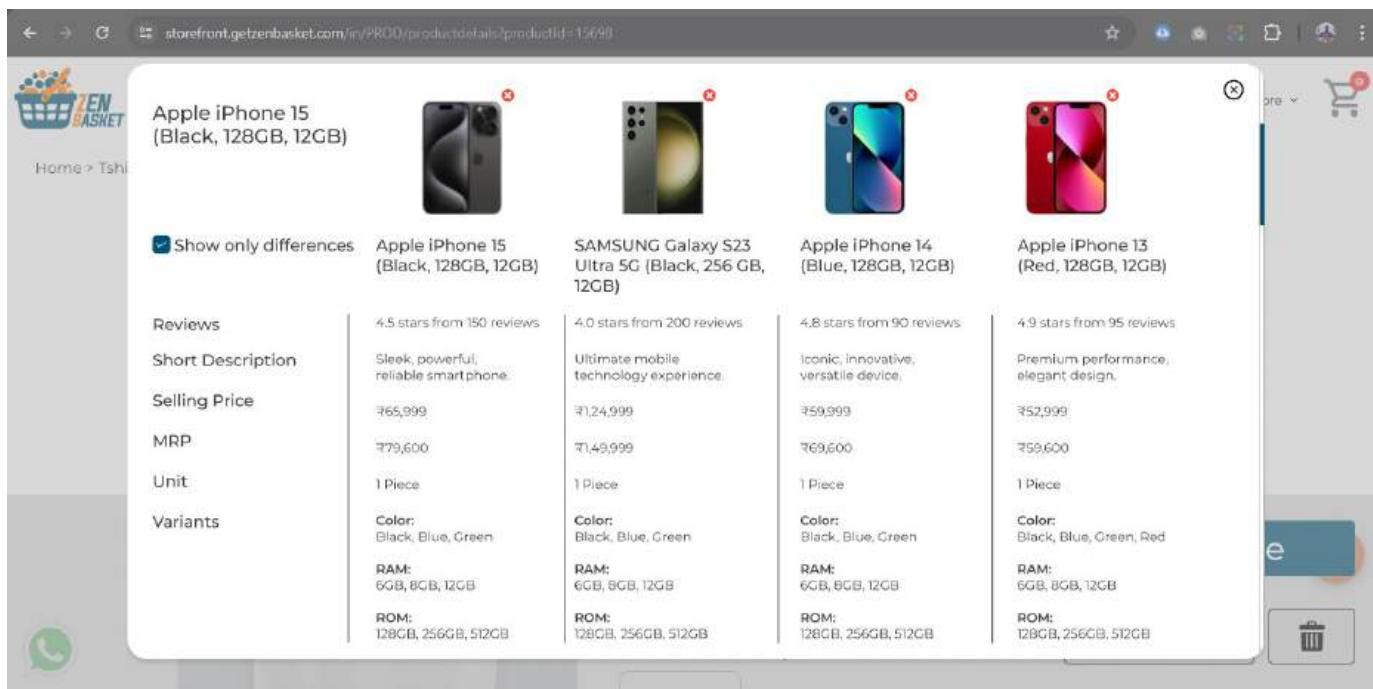 storefront.getzenbasket.com/in/PROD/productdetails?productId=15698
ZEN
BASKET
ore
0
Home > Tshi
Apple iPhone 15
(Black, 128GB, 12GB)
Show only differences
Apple iPhone 15
(Black, 128GB, 12GB)
SAMSUNG Galaxy S23
Ultra 5G (Black, 256 GB,
12GB)
Apple iPhone 14
(Blue, 128GB, 12GB)
Apple iPhone 13
(Red, 128GB, 12GB)
Reviews
4.5 stars from 150 reviews
4.0 stars from 200 reviews
4.8 stars from 90 reviews
4.9 stars from 95 reviews
Short Description
Sleek, powerful,
reliable smartphone.
Ultimate mobile
technology experience.
Iconic, innovative,
versatile device.
Premium performance,
elegant design.
Selling Price
₹65,999
₹1,24,999
₹59,999
₹52,999
MRP
₹79,600
₹1,49,999
₹69,600
₹59,600
Unit
1 Piece
1 Piece
1 Piece
1 Piece
Variants
Color:
Black, Blue, Green
RAM:
6GB, 8GB, 12GB
ROM:
128GB, 256GB, 512GB
Color:
Black, Blue, Green
RAM:
6GB, 8GB, 12GB
ROM:
128GB, 256GB, 512GB
Color:
Black, Blue, Green
RAM:
6GB, 8GB, 12GB
ROM:
128GB, 256GB, 512GB
Color:
Black, Blue, Green, Red
RAM:
6GB, 8GB, 12GB
ROM:
128GB, 256GB, 512GB
e